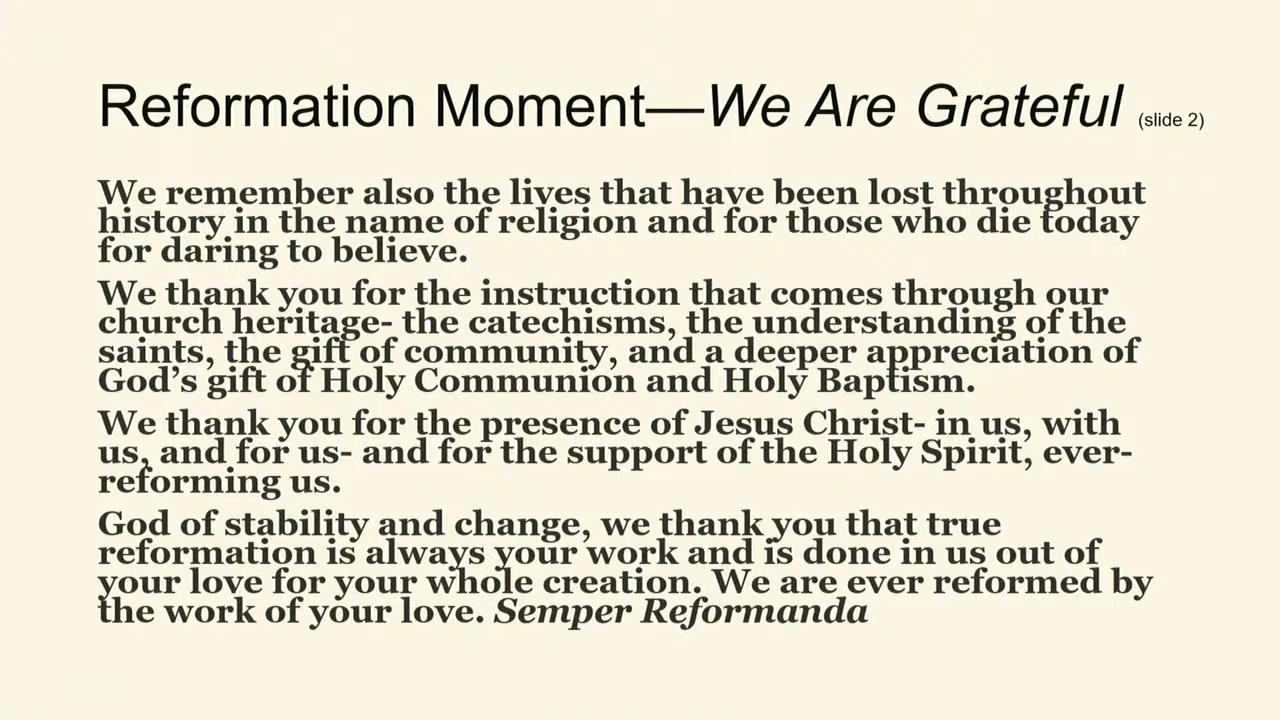 Reformation Moment—We Are Grateful (slide 2)
We remember also the lives that have been lost throughout
history in the name of religion and for those who die today
for daring to believe.
We thank you for the instruction that comes through our
church heritage- the catechisms, the understanding of the
saints, the gift of community, and a deeper appreciation of
God’s gift of Holy Communion and Holy Baptism.
We thank you for the presence of Jesus Christ- in us, with
us, and for us- and for the support of the Holy Spirit, ever-
reforming us.
God of stability and change, we thank you that true
reformation is always your work and is done in us out of
your love for your whole creation. We are ever reformed by
the work of your love. Semper Reformanda